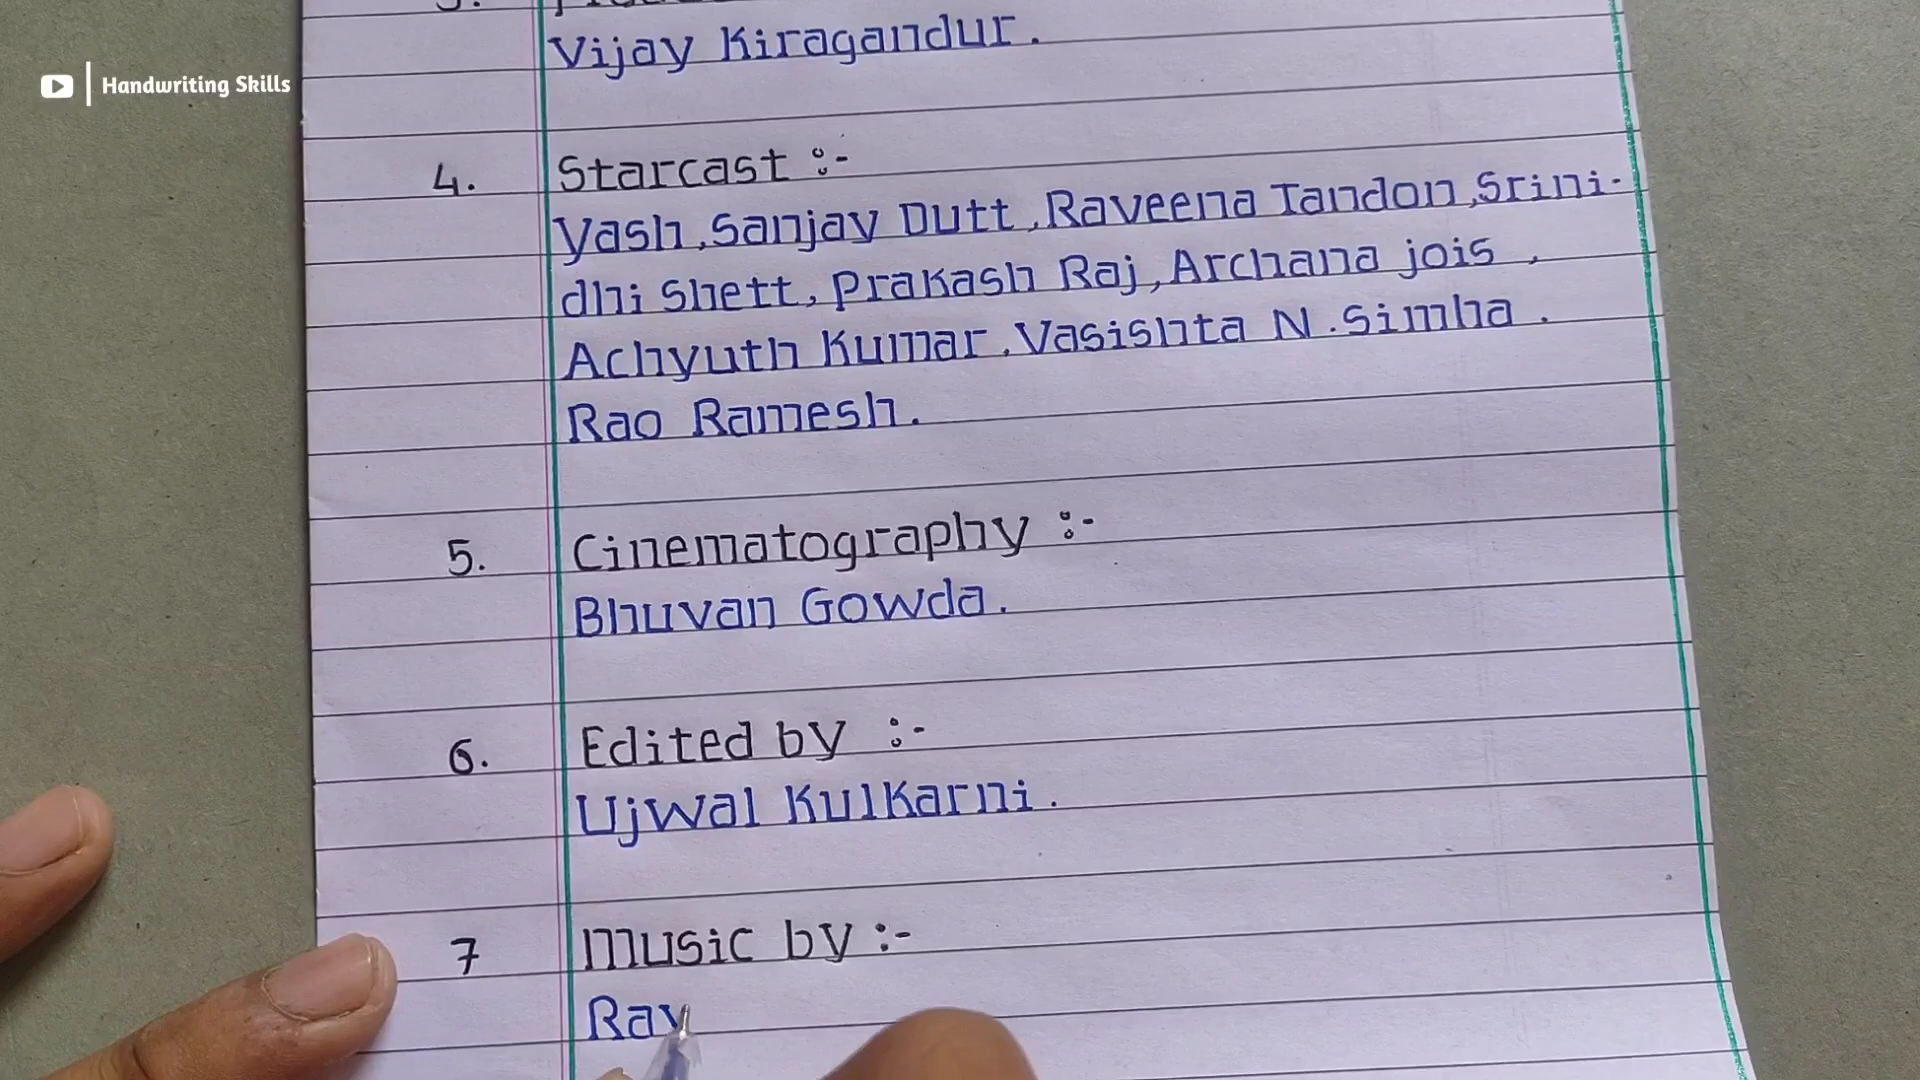 Handwriting Skills
Vijay Kiragandur.
4. Starcast :-
Yash, Sanjay Dutt, Raveena Tandon, Srini-
dhi Shett, Prakash Raj, Archana jois ,
Achyuth Kumar, Vasishta N. Simha .
Rao Ramesh.
5. Cinematography :-
Bhuvan Gowda.
6. Edited by :-
Ujwal Kulkarni.
7 Music by :-
Rav